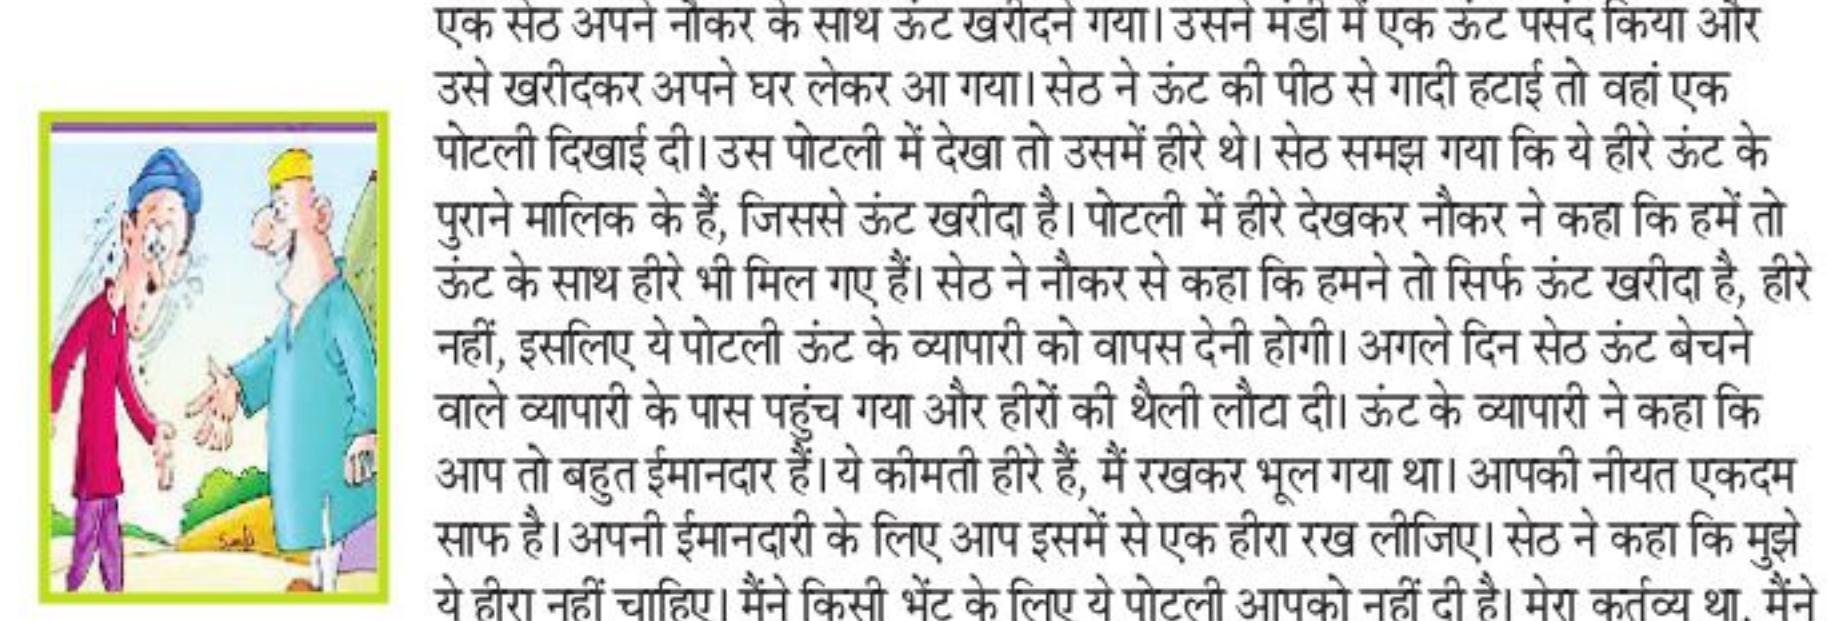 एक सेठ अपने नौकर के साथ ऊंट खरीदने गया। उसने मंडी में एक ऊंट पसंद किया और
उसे खरीदकर अपने घर लेकर आ गया। सेठ ने ऊंट की पीठ से गादी हटाई तो वहां एक
पोटली दिखाई दी। उस पोटली में देखा तो उसमें हीरे थे। सेठ समझ गया कि ये हीरे ऊंट के
पुराने मालिक के हैं, जिससे ऊंट खरीदा है। पोटली में हीरे देखकर नौकर ने कहा कि हमें तो
ऊंट के साथ हीरे भी मिल गए हैं। सेठ ने नौकर से कहा कि हमने तो सिर्फ ऊंट खरीदा है, हीरे
नहीं, इसलिए ये पोटली ऊंट के व्यापारी को वापस देनी होगी। अगले दिन सेठ ऊंट बेचने
वाले व्यापारी के पास पहुंच गया और हीरों की थैली लौटा दी। ऊंट के व्यापारी ने कहा कि
आप तो बहुत ईमानदार हैं। ये कीमती हीरे हैं, मैं रखकर भूल गया था। आपकी नीयत एकदम
साफ है। अपनी ईमानदारी के लिए आप इसमें से एक हीरा रख लीजिए। सेठ ने कहा कि मुझे
ये हीरा नहीं चाहिए। मैंने किसी भेंट के लिए ये पोटली आपको नहीं दी है। मेरा कर्तव्य था, मैंने